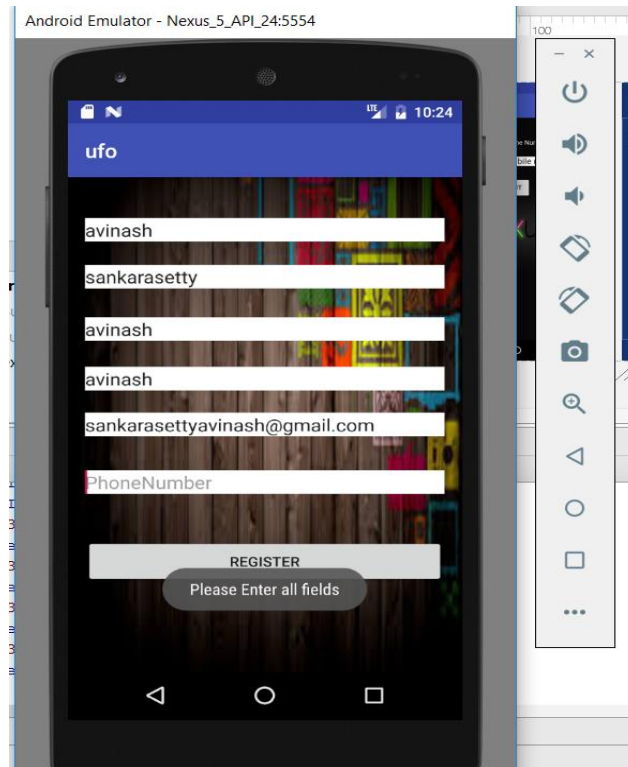 Android Emulator - Nexus_5_API_24:5554
100
LTE 10:24
ufo
avinash
sankarasetty
avinash
avinash
sankarasettyavinash@gmail.com
PhoneNumber
REGISTER
Please Enter all fields